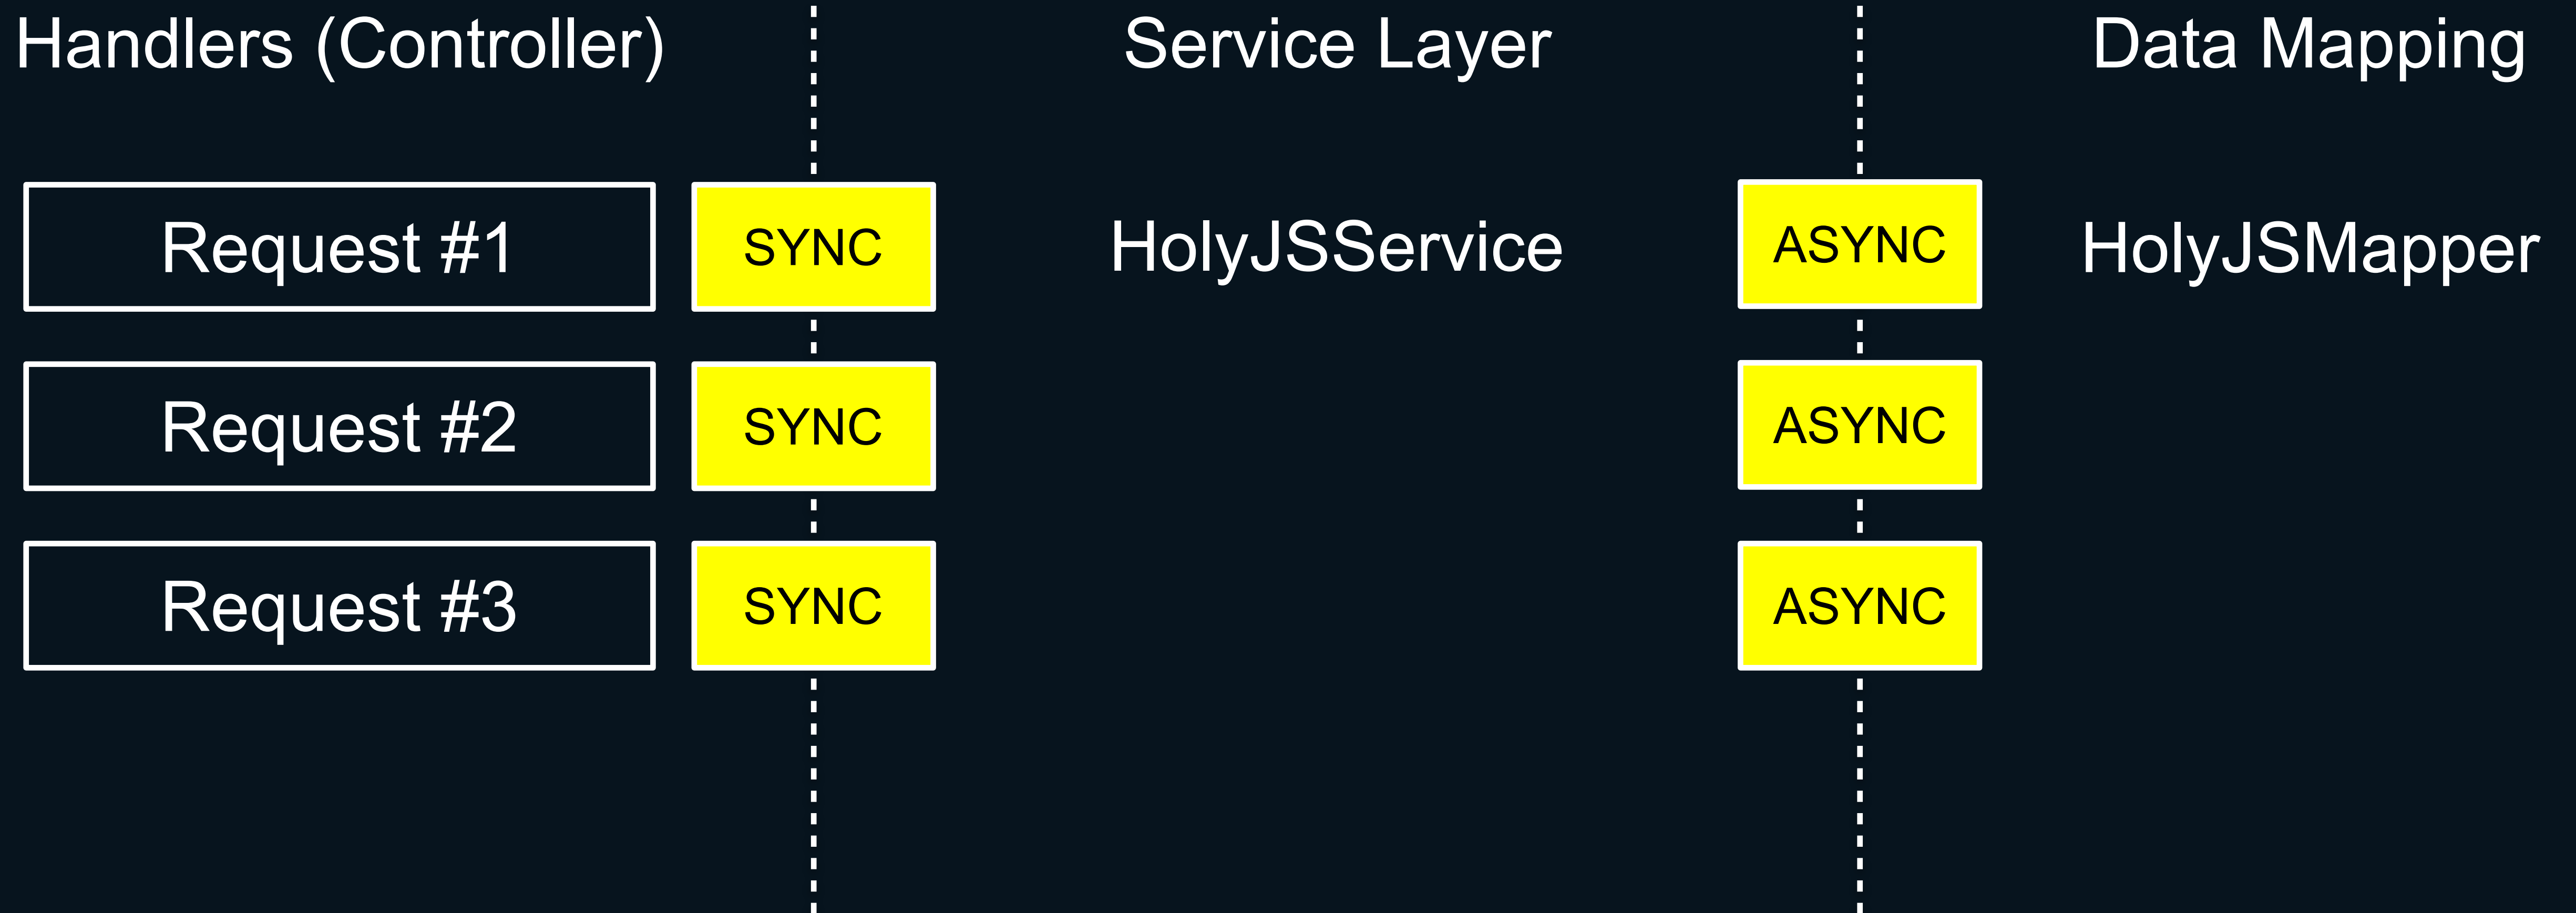 Handlers (Controller)
Service Layer
Data Mapping
Request #1
SYNC
HolyJSService
ASYNC
HolyJSMapper
Request #2
SYNC
ASYNC
Request #3
SYNC
ASYNC